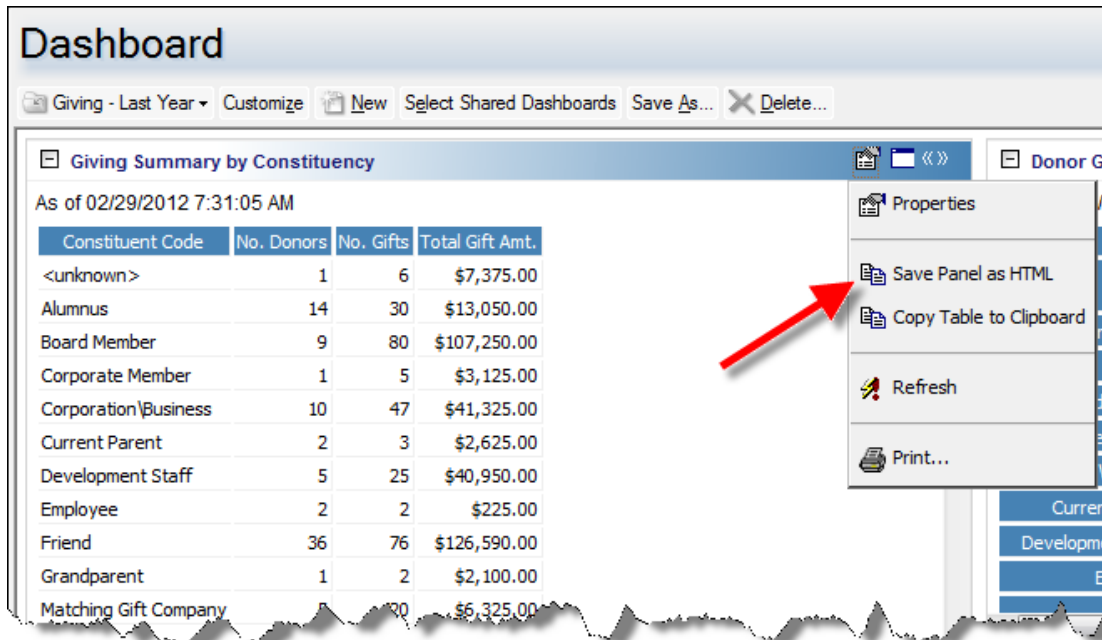 Dashboard
Giving - Last Year Customize New Select Shared Dashboards Save As... Delete...
Giving Summary by Constituency
As of 02/29/2012 7:31:05 AM
Constituent Code No. Donors No. Gifts Total Gift Amt.
<unknown> 1 6 $7,375.00
Alumnus 14 30 $13,050.00
Board Member 9 80 $107,250.00
Corporate Member 1 5 $3,125.00
Corporation\Business 10 47 $41,325.00
Current Parent 2 3 $2,625.00
Development Staff 5 25 $40,950.00
Employee 2 2 $225.00
Friend 36 76 $126,590.00
Grandparent 1 2 $2,100.00
Matching Gift Company 20 $6,325.00
Properties
Save Panel as HTML
Copy Table to Clipboard
Refresh
Print...
Donor G
Curren
Developme
E